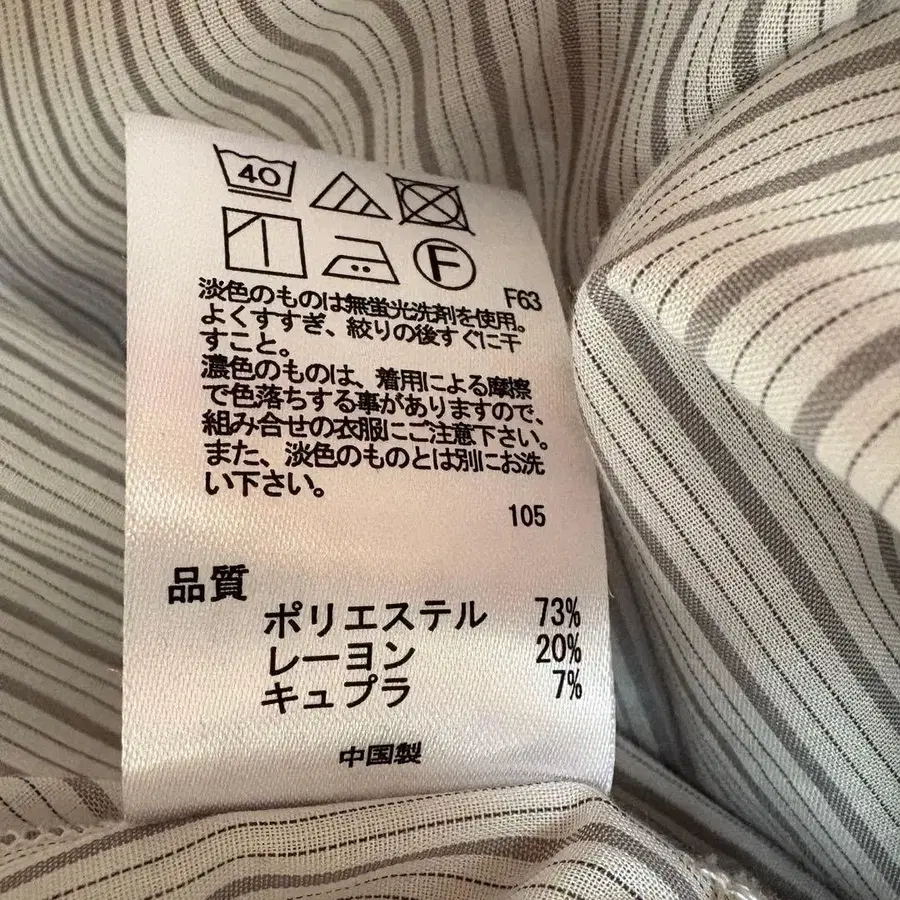 40
F
F63
淡色のものは無蛍光洗剤を使用。
よくすすぎ、絞りの後すぐに干
すこと。
濃色のものは、着用による摩擦
で色落ちする事がありますので、
組み合せの衣服にご注意下さい。
また、淡色のものとは別にお洗
い下さい。
105
品質
ポリエステル 73%
レーヨン 20%
キュプラ 7%
中国製